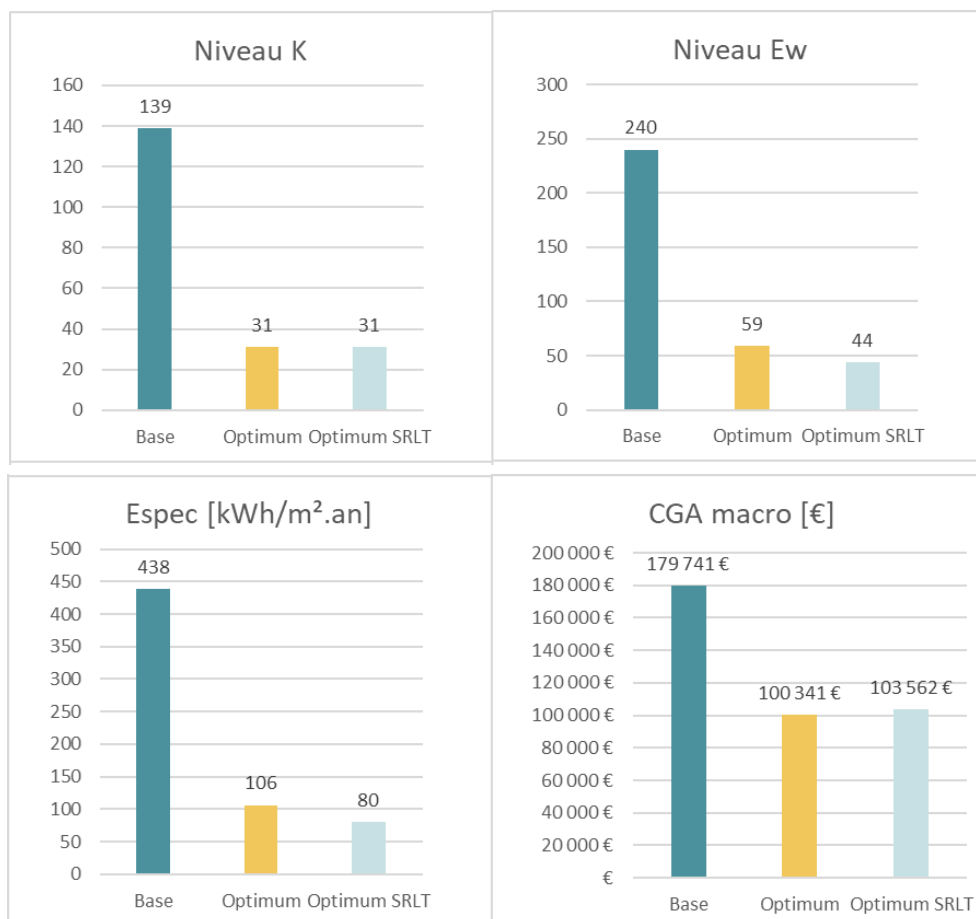 Niveau K
160
139
140
120
100
80
60
40
31
31
20
0
Base
Optimum
Optimum SRLT
Niveau Ew
300
250
240
200
150
100
59
50
44
0
Base
Optimum
Optimum SRLT
Espec [kWh/m².an]
500
450
438
400
350
300
250
200
150
106
100
80
50
0
Base
Optimum
Optimum SRLT
CGA macro [€]
200 000 €
179 741 €
180 000 €
160 000 €
140 000 €
120 000 €
100 341 €
103 562 €
100 000 €
80 000 €
60 000 €
40 000 €
20 000 €
€
Base
Optimum
Optimum SRLT